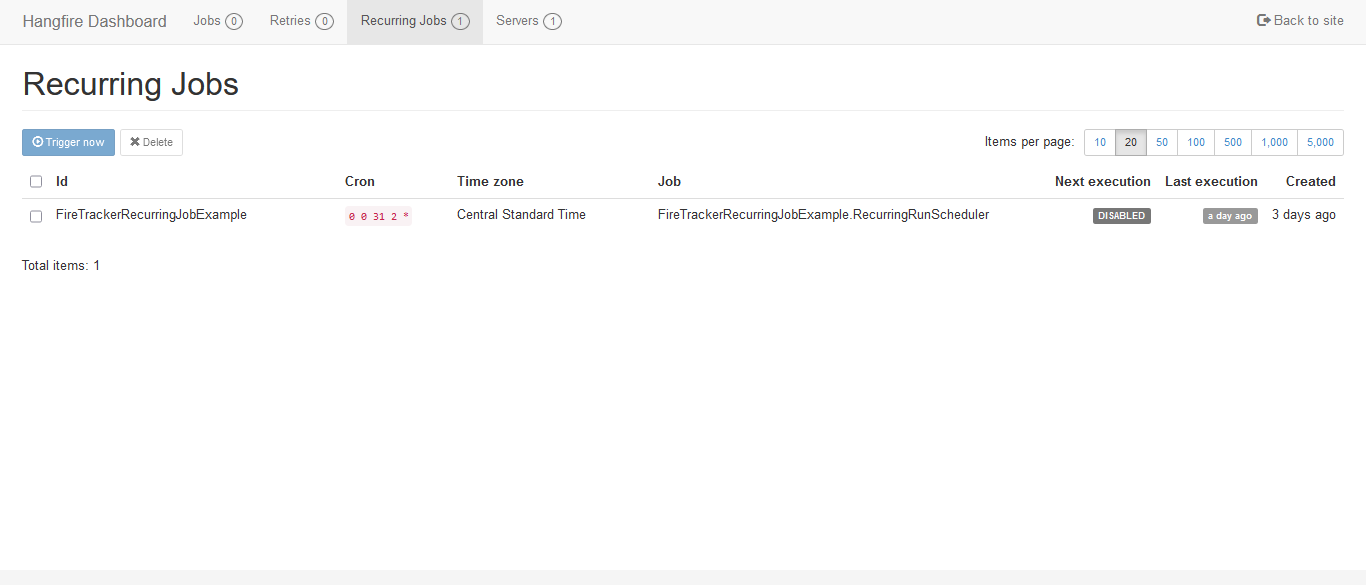 Hangfire Dashboard Jobs 0 Retries 0 Recurring Jobs 1 Servers 1 Back to site
Recurring Jobs
Trigger now Delete Items per page: 10 20 50 100 500 1,000 5,000
Id Cron Time zone Job Next execution Last execution Created
FireTrackerRecurringJobExample 0 0 31 2 * Central Standard Time FireTrackerRecurringJobExample.RecurringRunScheduler DISABLED a day ago 3 days ago
Total items: 1